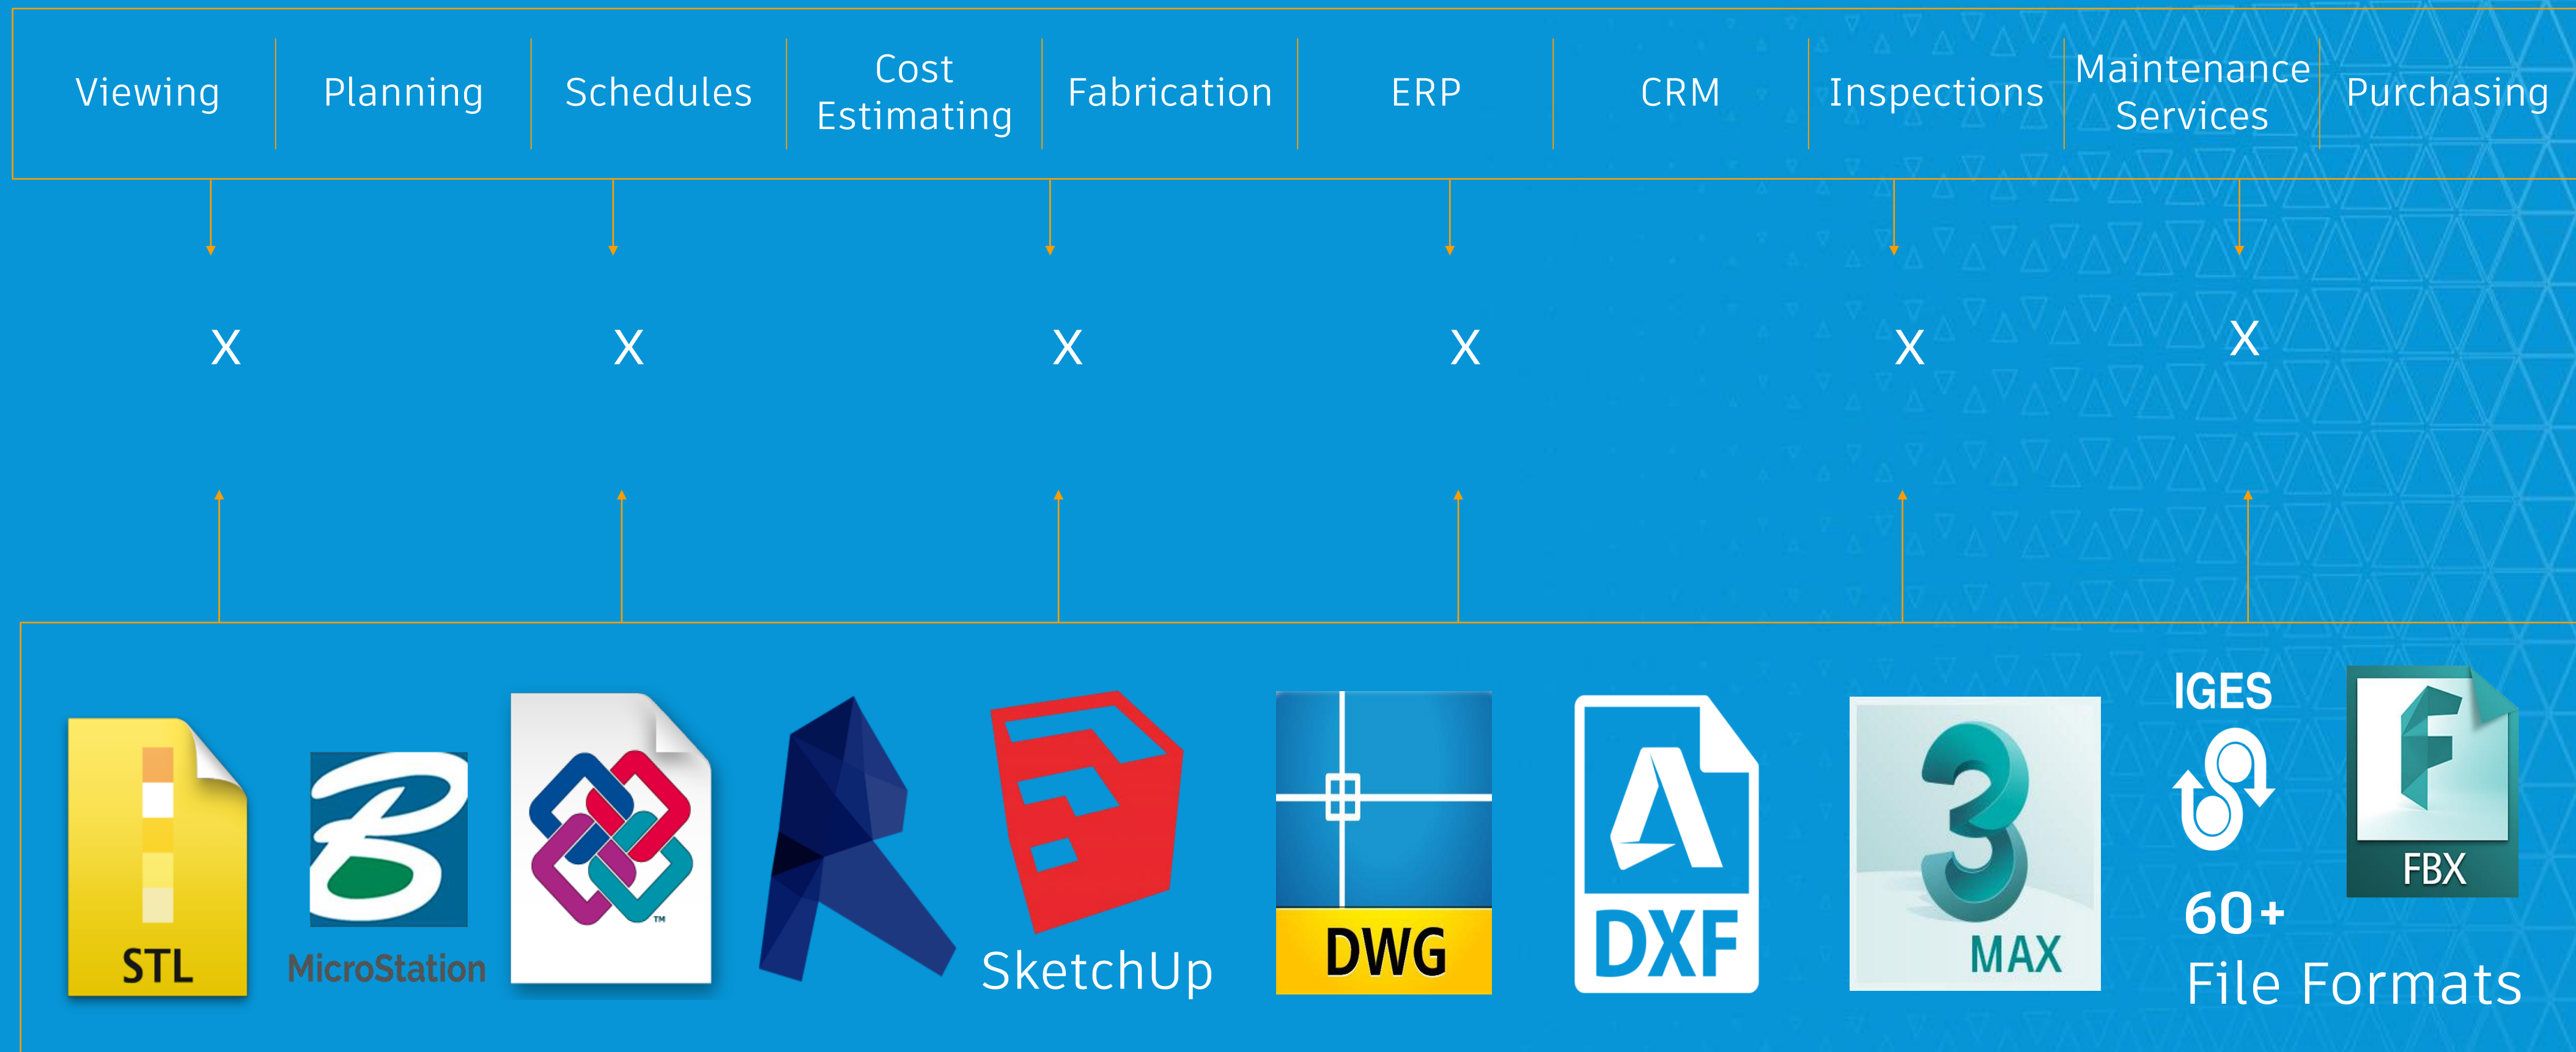 Viewing
Planning
Schedules
Cost
Estimating
Fabrication
ERP
CRM
Inspections
Maintenance
Services
Purchasing
X
X
X
X
X
X
STL
MicroStation
TM
SketchUp
DWG
DXF
MAX
IGES
60+
File Formats
FBX